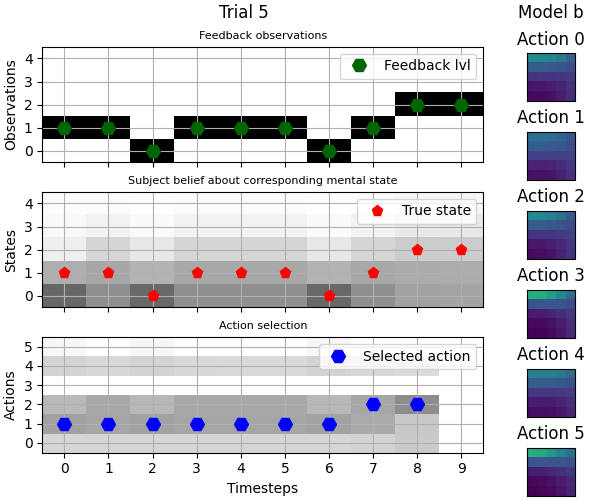 Trial 5
Model b
Feedback observations
Observations
4
3
2
1
0
Feedback lvl
Subject belief about corresponding mental state
States
4
3
2
1
0
True state
Action selection
Actions
5
4
3
2
1
0
Selected action
0 1 2 3 4 5 6 7 8 9
Timesteps
Action 0
Action 1
Action 2
Action 3
Action 4
Action 5